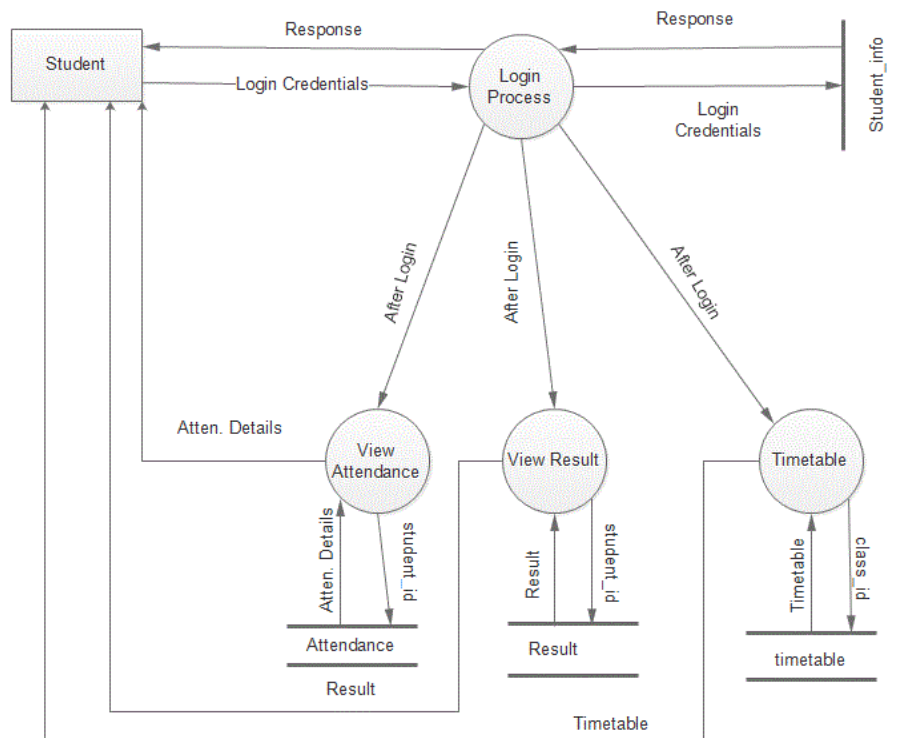 Response
Response
Student
Login Credentials
Login
Process
Student_info
Login
Credentials
After Login
After Login
After Login
Atten. Details
View
Attendance
View Result
Timetable
Atten. Details
student_id
Result
student_id
Timetable
class_id
Attendance
Result
timetable
Result
Timetable